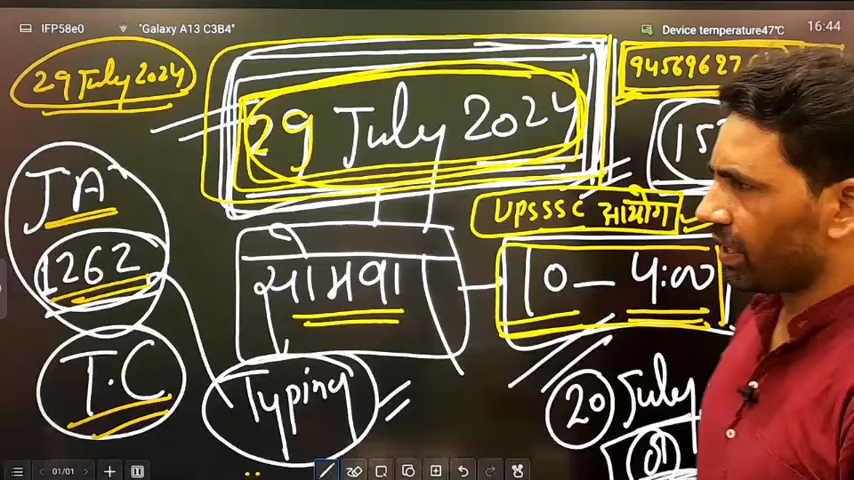 IFP58e0
"Galaxy A13 C3B4"
Device temperature47℃
16:44
29 July 2024
29 July 2024
94569627
JA
1262
T.C
UPSSSC आयोग
10 — 4:00
Typing
20 July
01/01